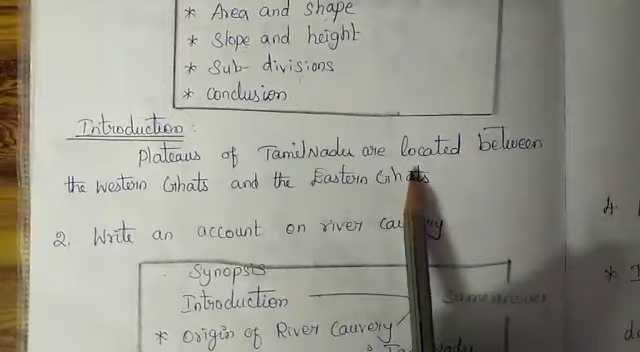 * Area and shape
* Slope and height
* Sub-divisions
* conclusion
Introduction:
Plateaus of TamilNadu are located between
the western Ghats and the Eastern Ghats
2. Write an account on river cauvery
Synopsis
Introduction
* Origin of River Cauvery